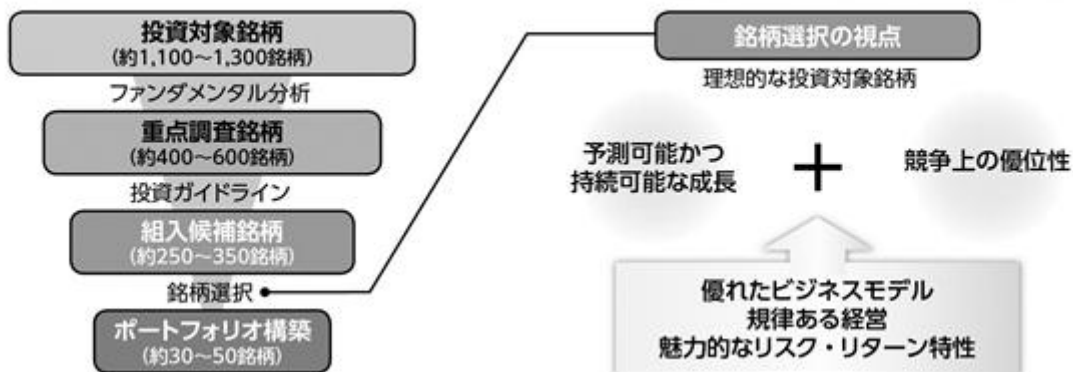 投資対象銘柄
(約1,100～1,300銘柄)
ファンダメンタル分析
重点調査銘柄
(約400～600銘柄)
投資ガイドライン
組入候補銘柄
(約250～350銘柄)
銘柄選択
ポートフォリオ構築
(約30～50銘柄)
銘柄選択の視点
理想的な投資対象銘柄
予測可能かつ
持続可能な成長
+
競争上の優位性
優れたビジネスモデル
規律ある経営
魅力的なリスク・リターン特性